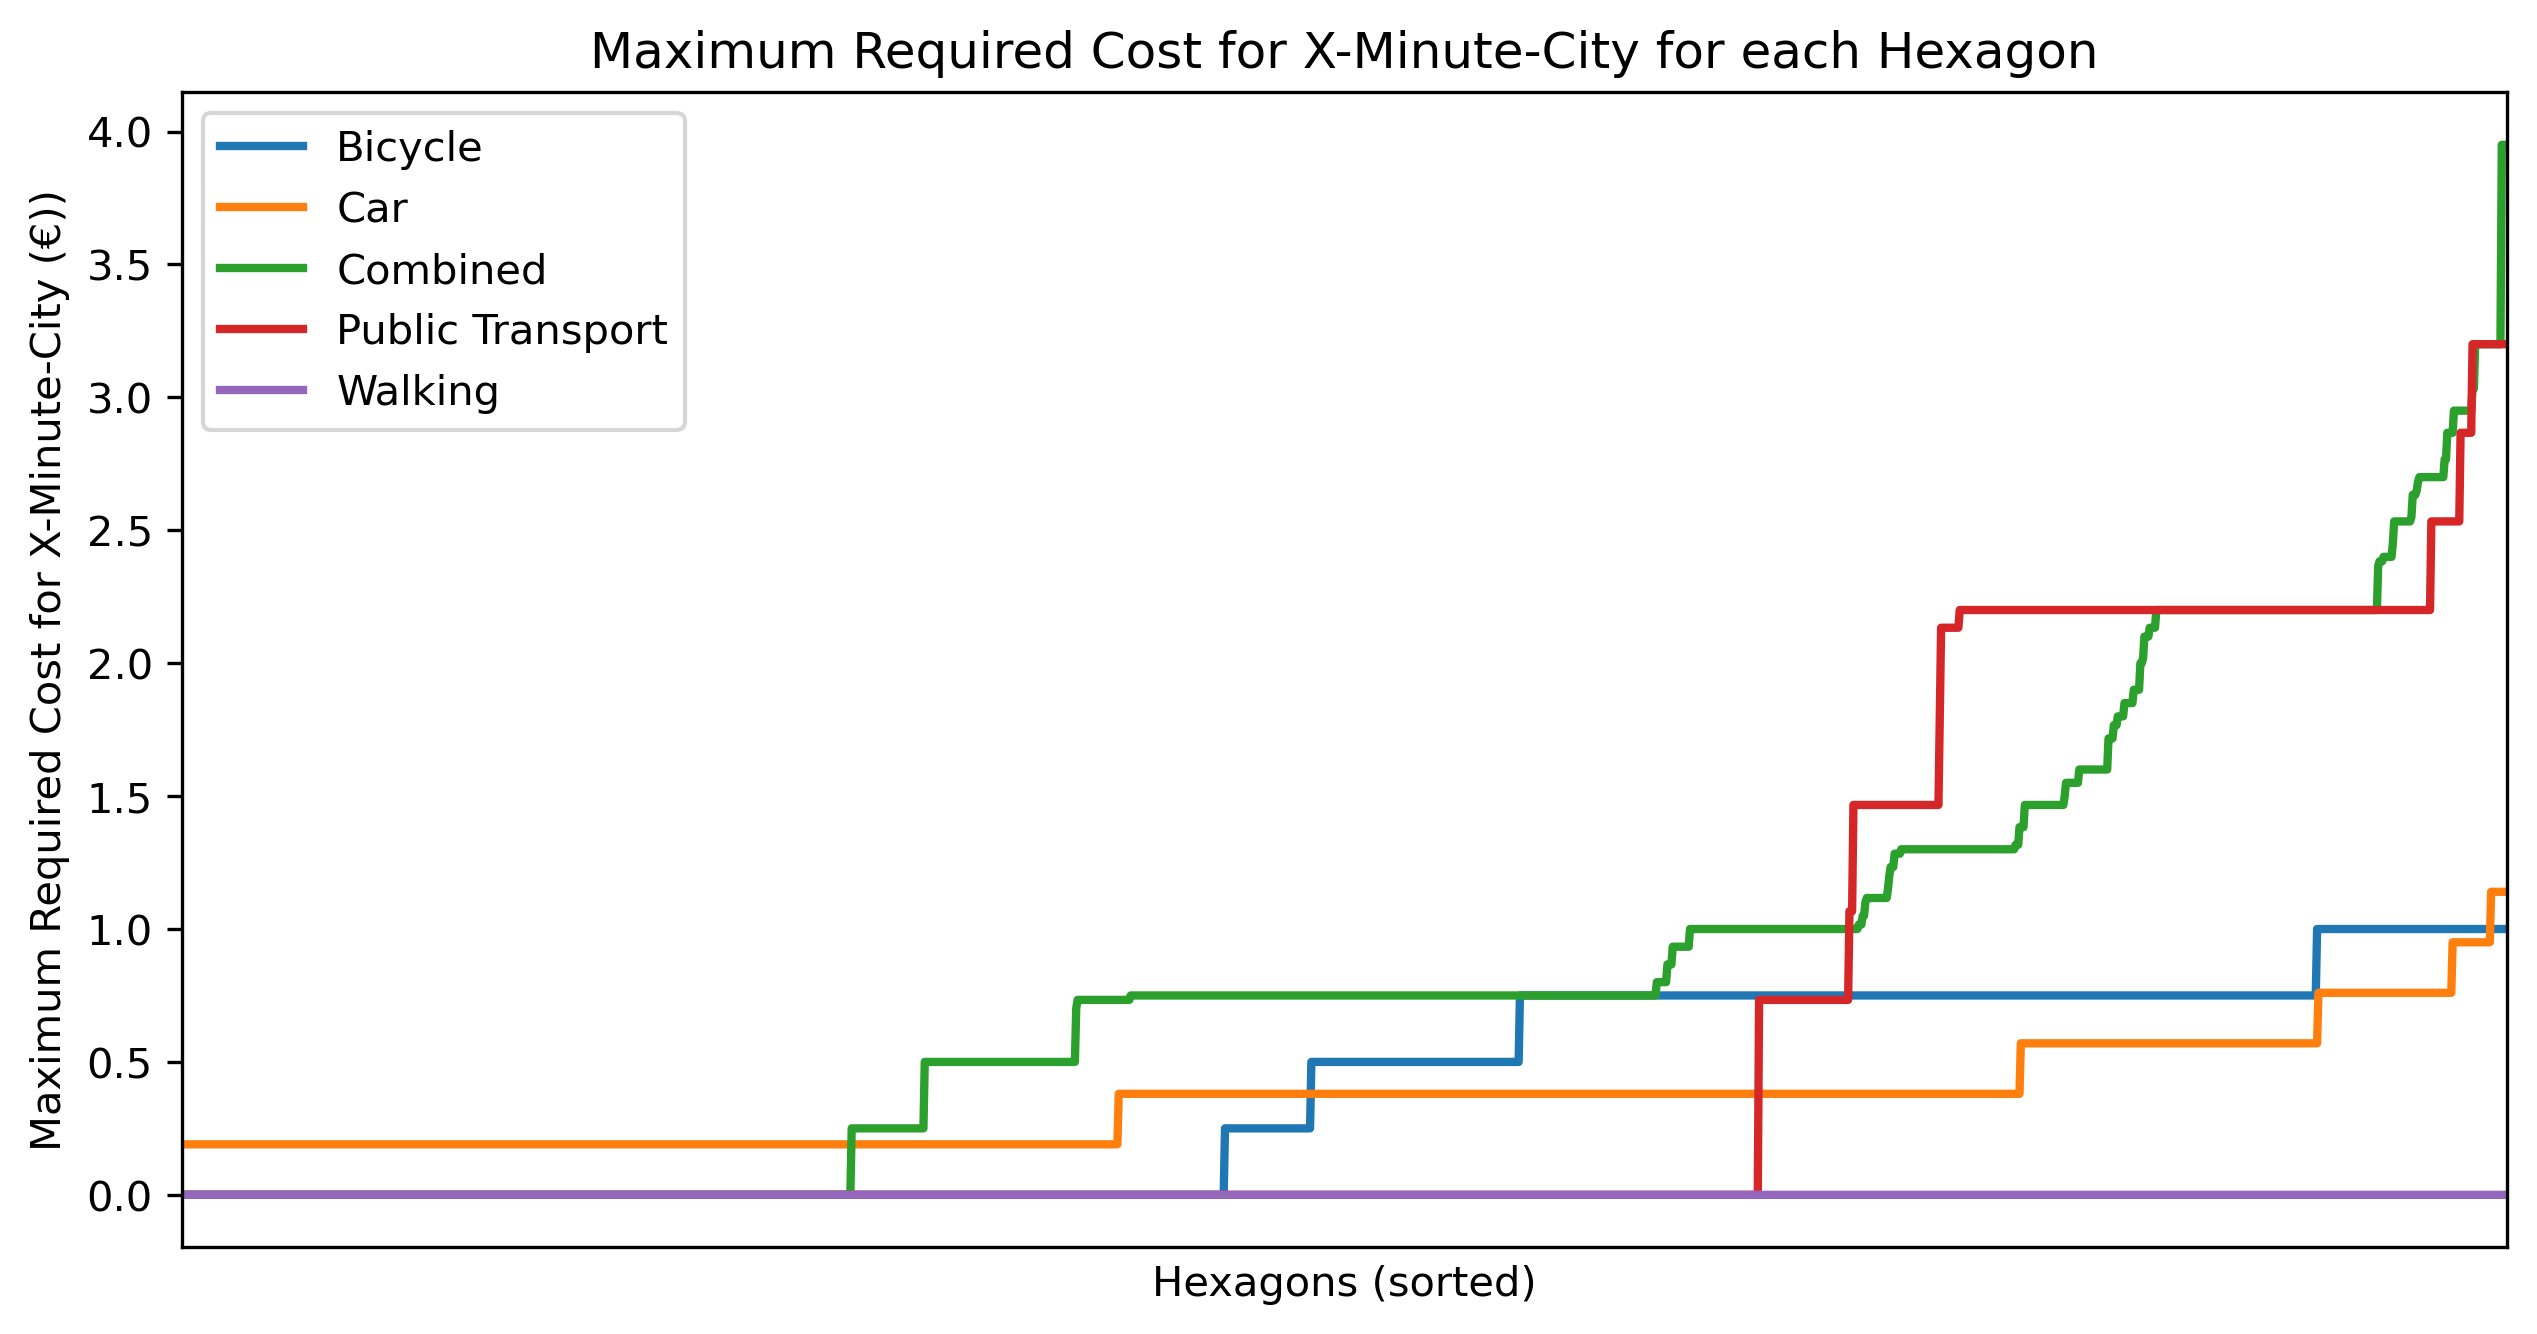 Maximum Required Cost for X-Minute-City for each Hexagon
Maximum Required Cost for X-Minute-City (€))
4.0
3.5
3.0
2.5
2.0
1.5
1.0
0.5
0.0
Bicycle
Car
Combined
Public Transport
Walking
Hexagons (sorted)